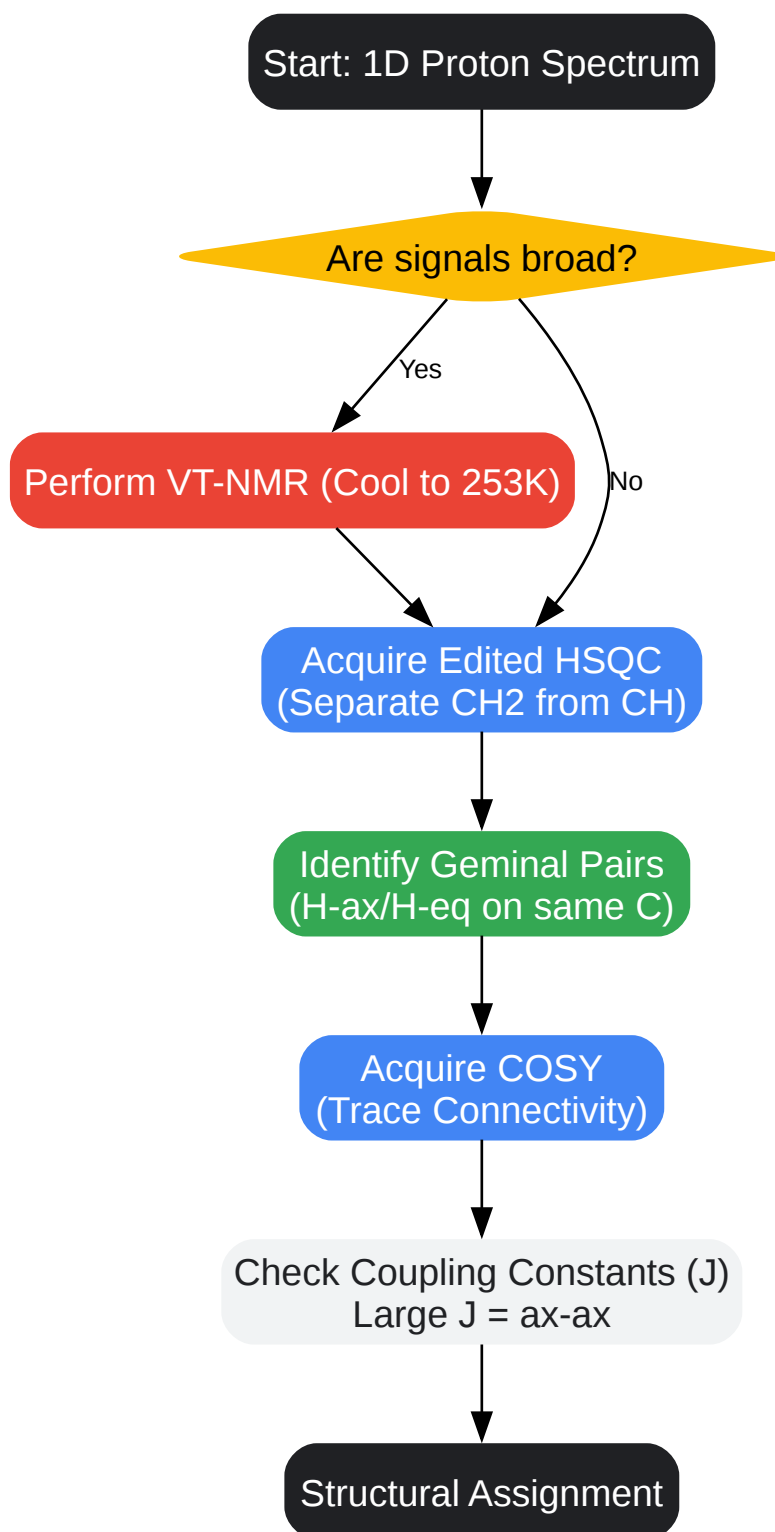 Start: 1D Proton Spectrum
Are signals broad?
Yes
Perform VT-NMR (Cool to 253K)
No
Acquire Edited HSQC
(Separate CH2 from CH)
Identify Geminal Pairs
(H-ax/H-eq on same C)
Acquire COSY
(Trace Connectivity)
Check Coupling Constants (J)
Large J = ax-ax
Structural Assignment